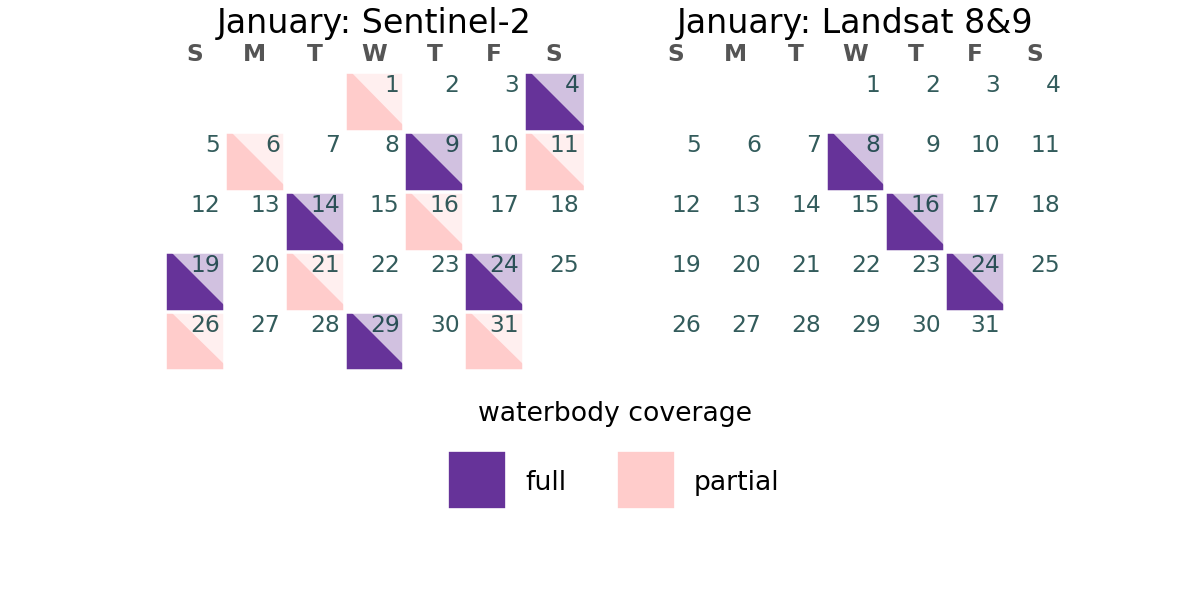 January: Sentinel-2
S M T W T F S
1 2 3 4
5 6 7 8 9 10 11
12 13 14 15 16 17 18
19 20 21 22 23 24 25
26 27 28 29 30 31
January: Landsat 8&9
S M T W T F S
1 2 3 4
5 6 7 8 9 10 11
12 13 14 15 16 17 18
19 20 21 22 23 24 25
26 27 28 29 30 31
waterbody coverage
full partial